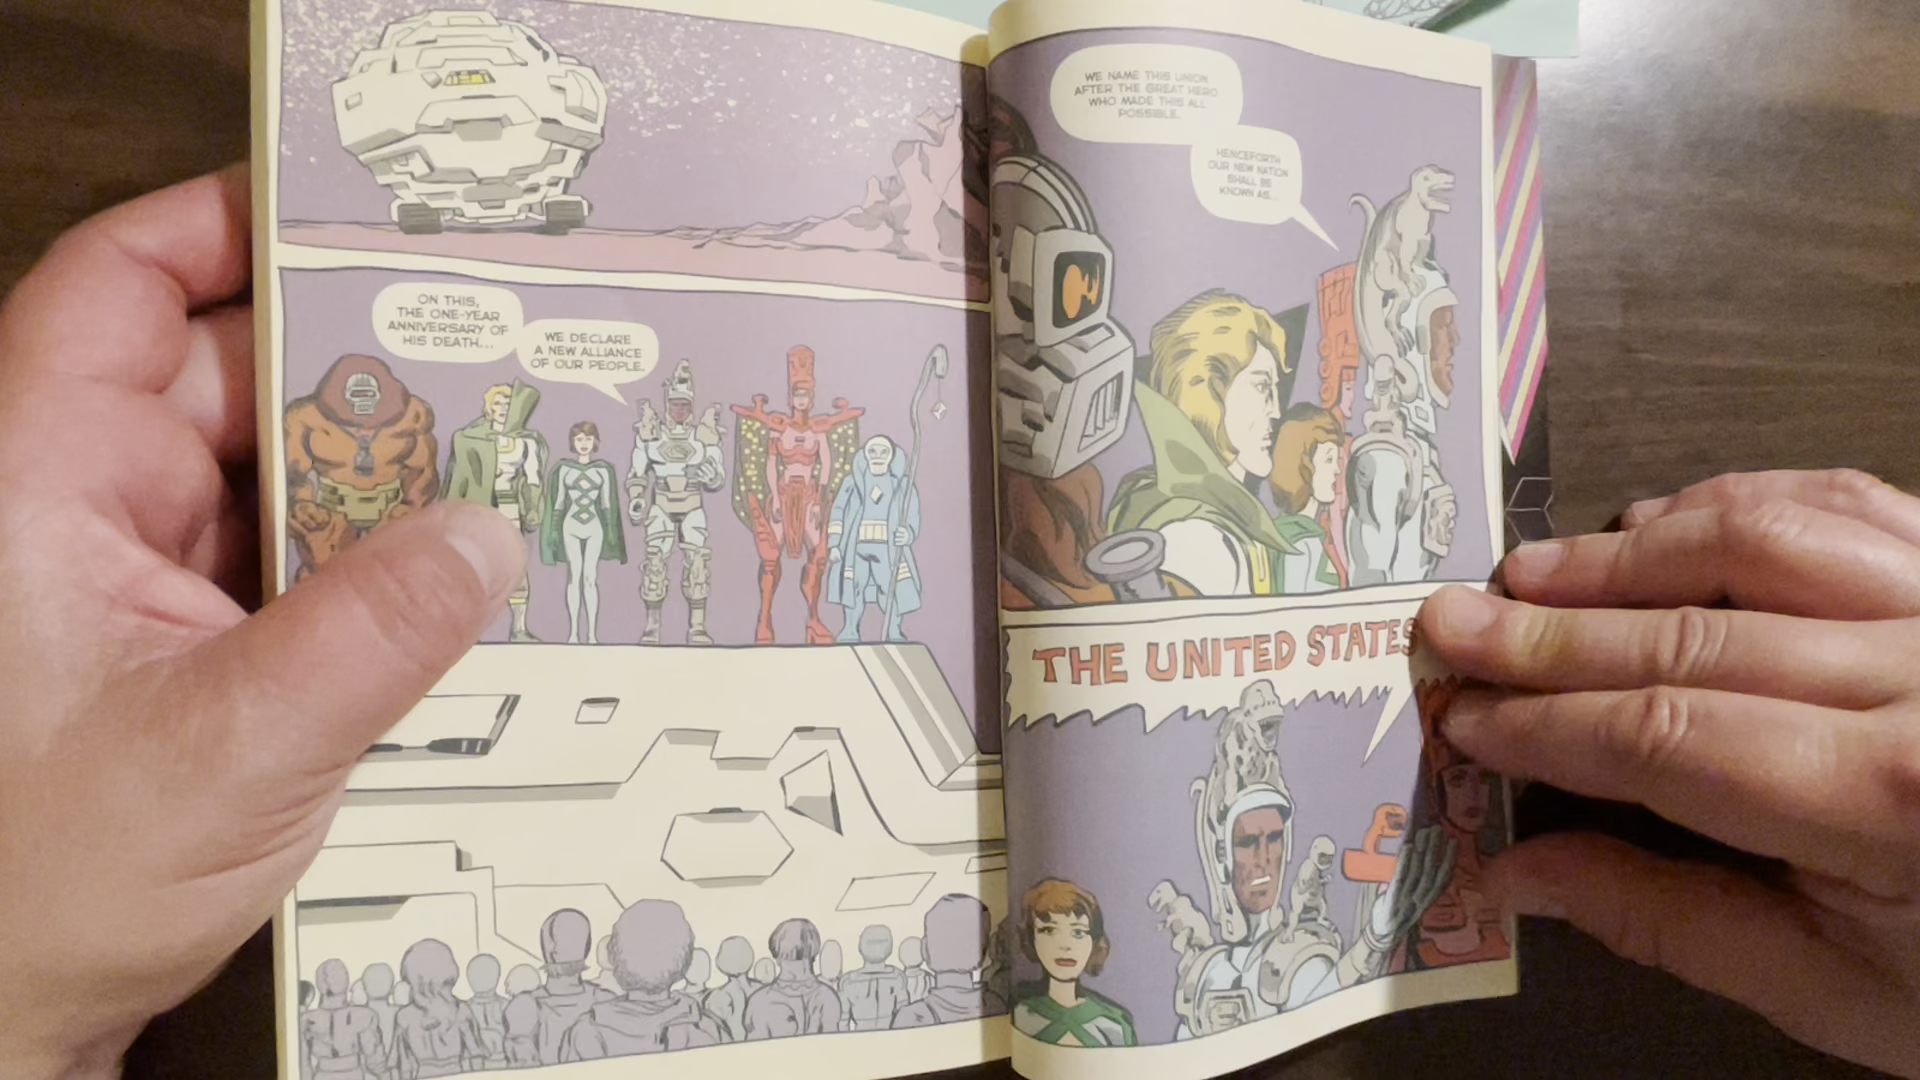 ON THIS,
THE ONE-YEAR
ANNIVERSARY OF
HIS DEATH...
WE DECLARE
A NEW ALLIANCE
OF OUR PEOPLE.
WE NAME THIS UNION
AFTER THE GREAT HERO
WHO MADE THIS ALL
POSSIBLE.
HENCEFORTH
OUR NEW NATION
SHALL BE
KNOWN AS...
THE UNITED STATES